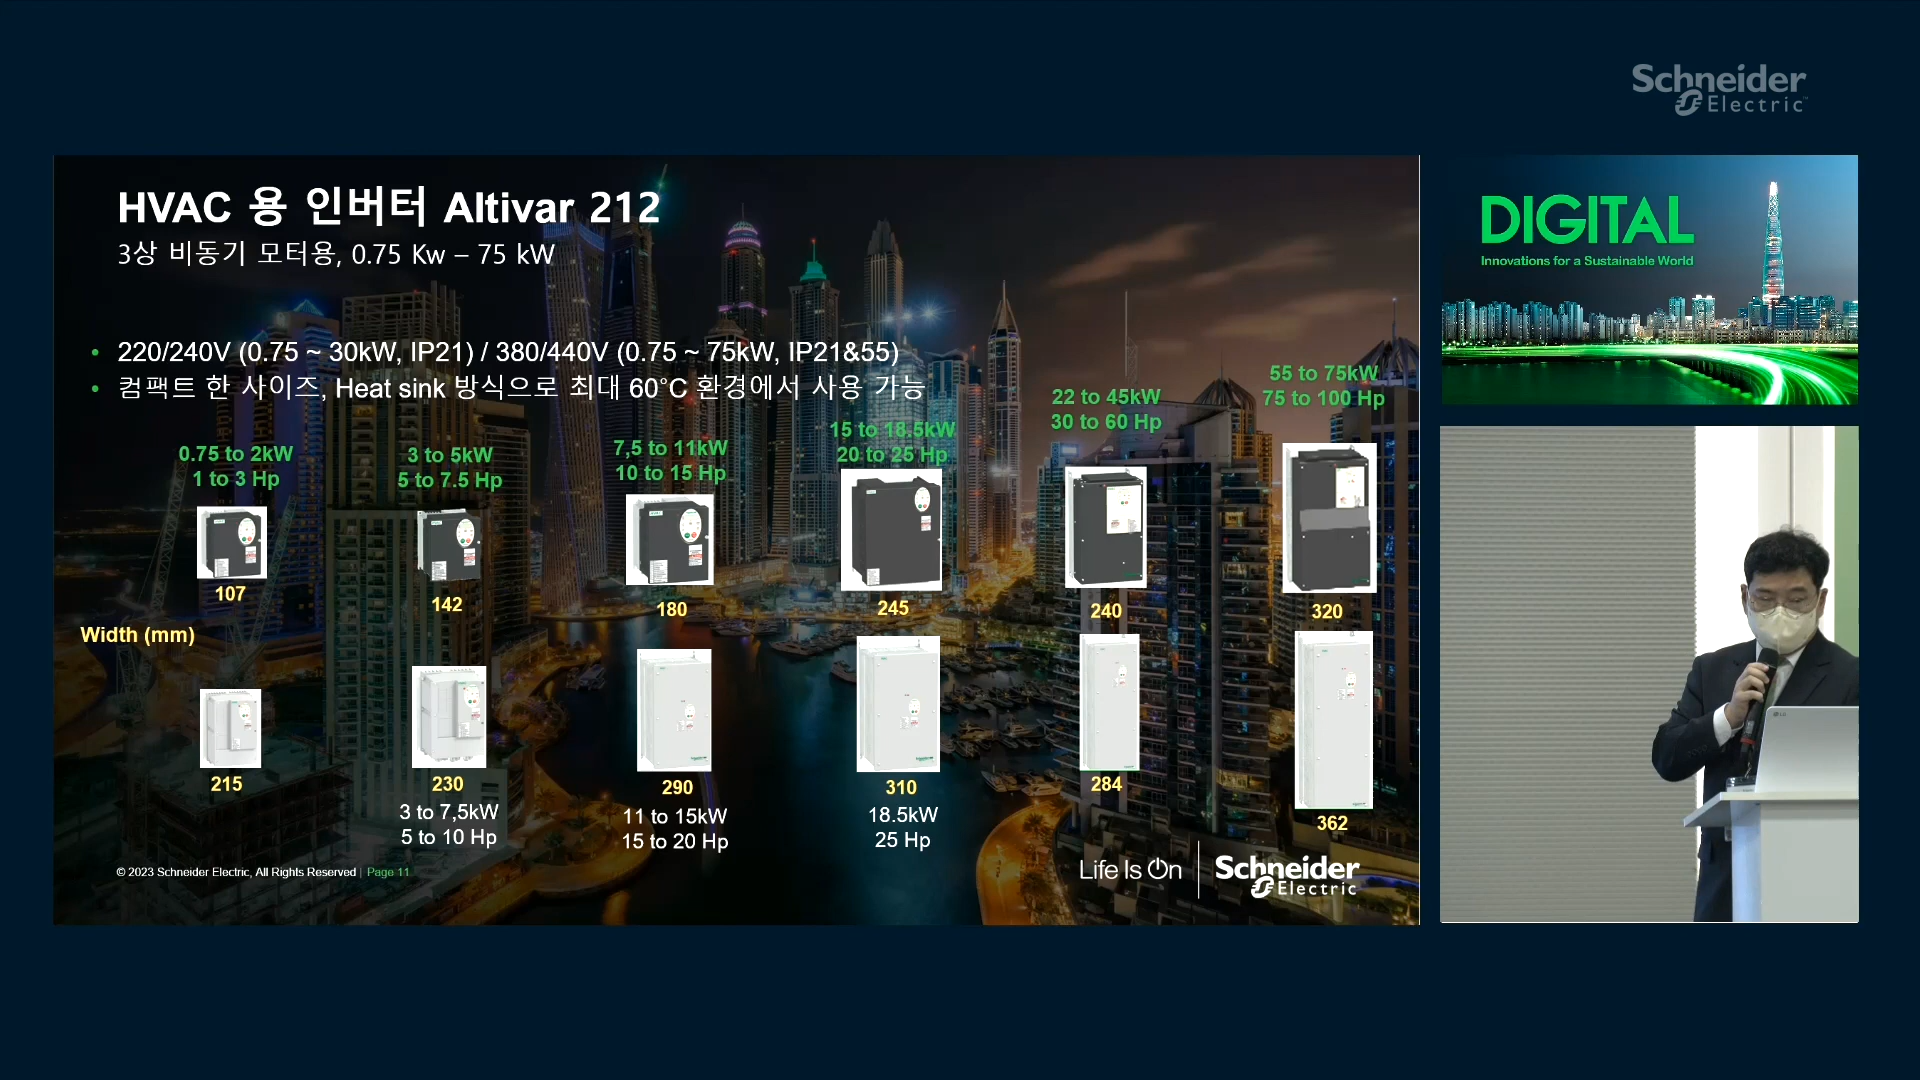 Schneider
Electric
HVAC 용 인버터 Altivar 212
3상 비동기 모터용, 0.75 Kw – 75 kW
• 220/240V (0.75 ~ 30kW, IP21) / 380/440V (0.75 ~ 75kW, IP21&55)
• 컴팩트 한 사이즈, Heat sink 방식으로 최대 60°C 환경에서 사용 가능
0.75 to 2kW
1 to 3 Hp
3 to 5kW
5 to 7.5 Hp
7,5 to 11kW
10 to 15 Hp
15 to 18.5kW
20 to 25 Hp
22 to 45kW
30 to 60 Hp
55 to 75kW
75 to 100 Hp
107
142
180
245
240
320
Width (mm)
215
230
3 to 7,5kW
5 to 10 Hp
290
11 to 15kW
15 to 20 Hp
310
18.5kW
25 Hp
284
362
© 2023 Schneider Electric, All Rights Reserved | Page 11
Life Is On
Schneider
Electric
DIGITAL
Innovations for a Sustainable World